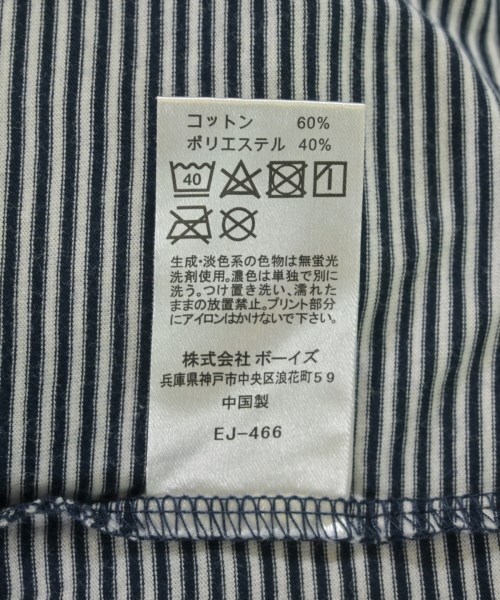 コットン 60%
ポリエステル 40%
40
生成・淡色系の色物は無蛍光
洗剤使用。濃色は単独で別に
洗う。つけ置き洗い、濡れた
ままの放置禁止。プリント部分
にアイロンはかけないで下さい。
株式会社 ボーイズ
兵庫県神戸市中央区浪花町59
中国製
EJ-466